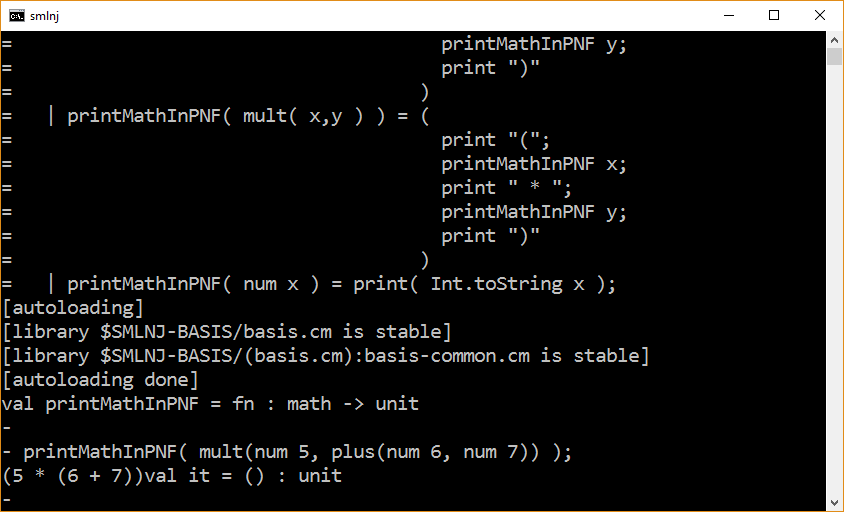 smlnj
=                                    printMathInPNF y;
=                                    print ")"
=                                  )
=   | printMathInPNF( mult( x,y ) ) = (
=                                    print "(";
=                                    printMathInPNF x;
=                                    print " * ";
=                                    printMathInPNF y;
=                                    print ")"
=                                  )
=   | printMathInPNF( num x ) = print( Int.toString x );
[autoloading]
[library $SMLNJ-BASIS/basis.cm is stable]
[library $SMLNJ-BASIS/(basis.cm):basis-common.cm is stable]
[autoloading done]
val printMathInPNF = fn : math -> unit
-
- printMathInPNF( mult(num 5, plus(num 6, num 7)) );
(5 * (6 + 7))val it = () : unit
-